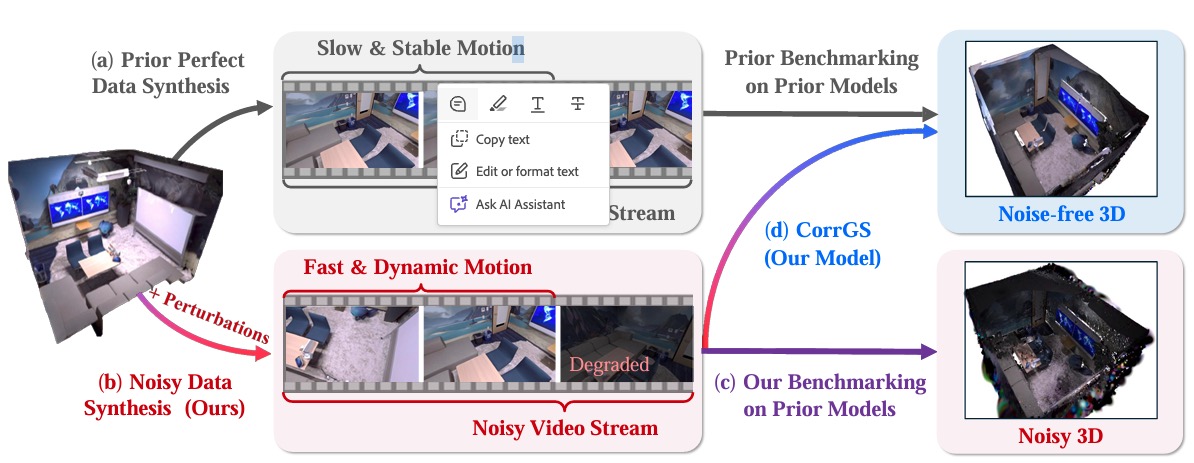 (a) Prior Perfect
Data Synthesis
Slow & Stable Motion
Copy text
Edit or format text
Ask AI Assistant
Stream
Prior Benchmarking
on Prior Models
Noise-free 3D
(d) CorrGS
(Our Model)
+ Perturbations
(b) Noisy Data
Synthesis (Ours)
Fast & Dynamic Motion
Degraded
Noisy Video Stream
(c) Our Benchmarking
on Prior Models
Noisy 3D